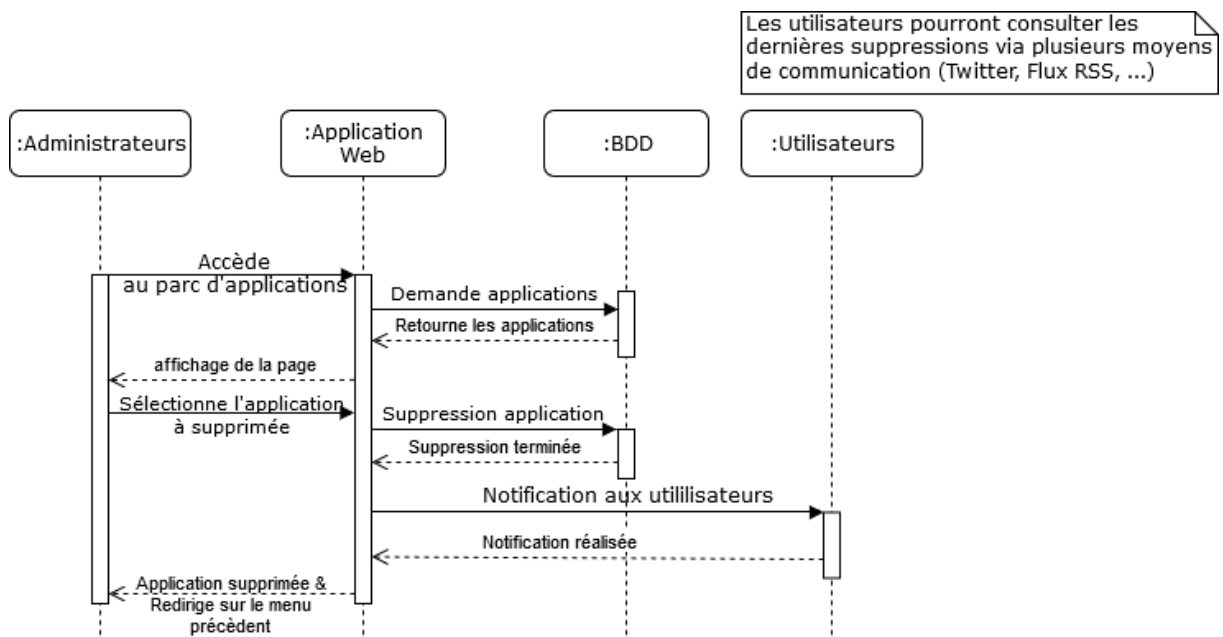 Les utilisateurs pourront consulter les
dernières suppressions via plusieurs moyens
de communication (Twitter, Flux RSS, ...)
:Administrateurs
:Application
Web
:BDD
:Utilisateurs
Accède
au parc d'applications
Demande applications
Retourne les applications
affichage de la page
Sélectionne l'application
à supprimée
Suppression application
Suppression terminée
Notification aux utililisateurs
Notification réalisée
Application supprimée &
Redirige sur le menu
précèdent